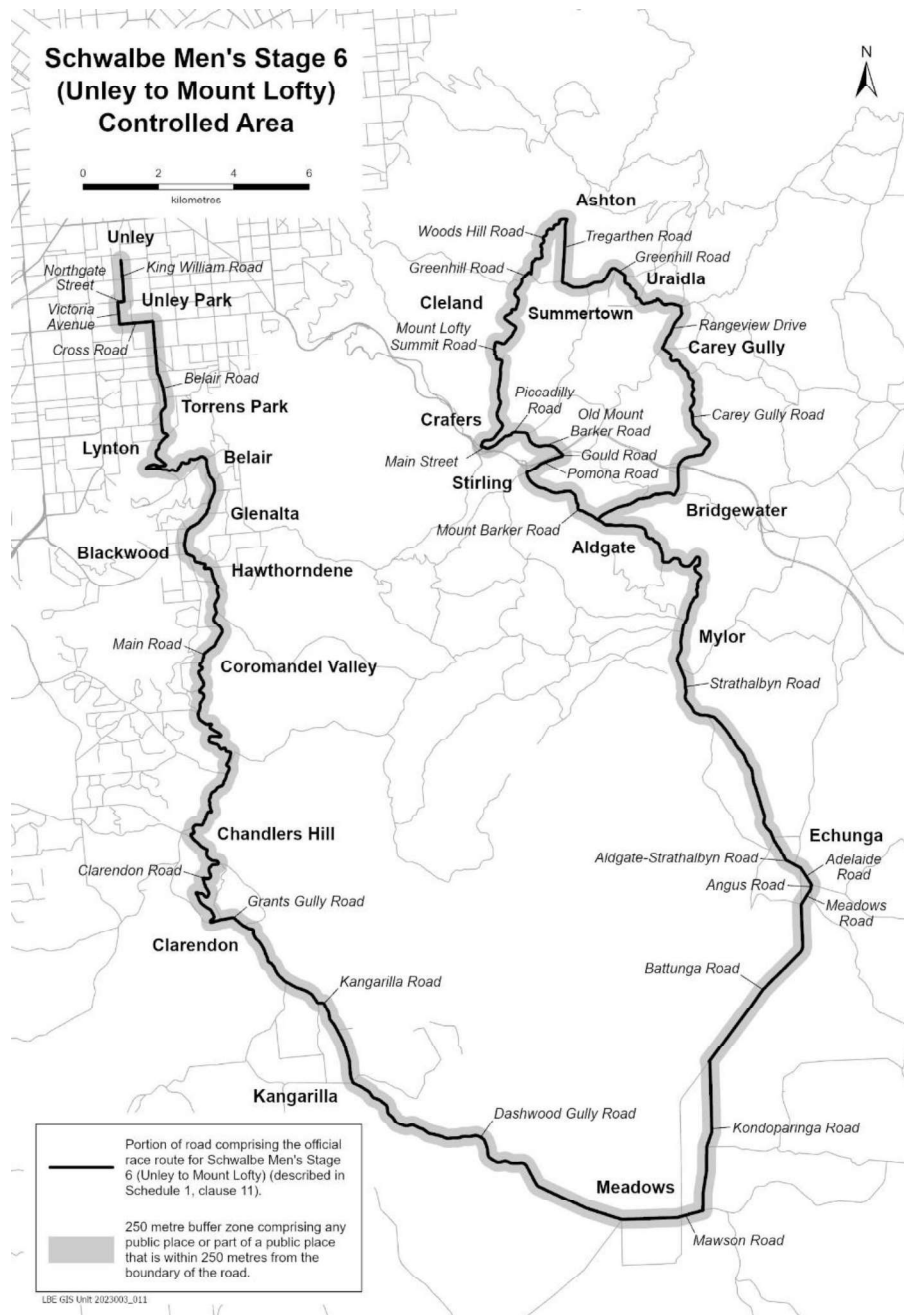 Schwalbe Men's Stage 6
(Unley to Mount Lofty)
Controlled Area
N
0 2 4 6
kilometres
Ashton
Woods Hill Road
Tregarthen Road
Unley
Greenhill Road
Northgate
Street
King William Road
Greenhill Road
Uraidla
Unley Park
Cleland
Victoria
Avenue
Summertown
Rangeview Drive
Cross Road
Mount Lofty
Summit Road
Carey Gully
Belair Road
Piccadilly
Road
Torrens Park
Old Mount
Barker Road
Carey Gully Road
Crafers
Lynton
Belair
Main Street
Gould Road
Pomona Road
Stirling
Glenalta
Bridgewater
Mount Barker Road
Blackwood
Aldgate
Hawthorndene
Mylor
Main Road
Coromandel Valley
Strathalbyn Road
Chandlers Hill
Echunga
Aldgate-Strathalbyn Road
Adelaide
Road
Clarendon Road
Angus Road
Meadows
Road
Grants Gully Road
Clarendon
Battunga Road
Kangarilla Road
Kangarilla
Dashwood Gully Road
Kondoparinga Road
Meadows
Mawson Road
Portion of road comprising the official
race route for Schwalbe Men's Stage
6 (Unley to Mount Lofty) (described in
Schedule 1, clause 11).
250 metre buffer zone comprising any
public place or part of a public place
that is within 250 metres from the
boundary of the road.
LBE GIS Unit 2023003_011